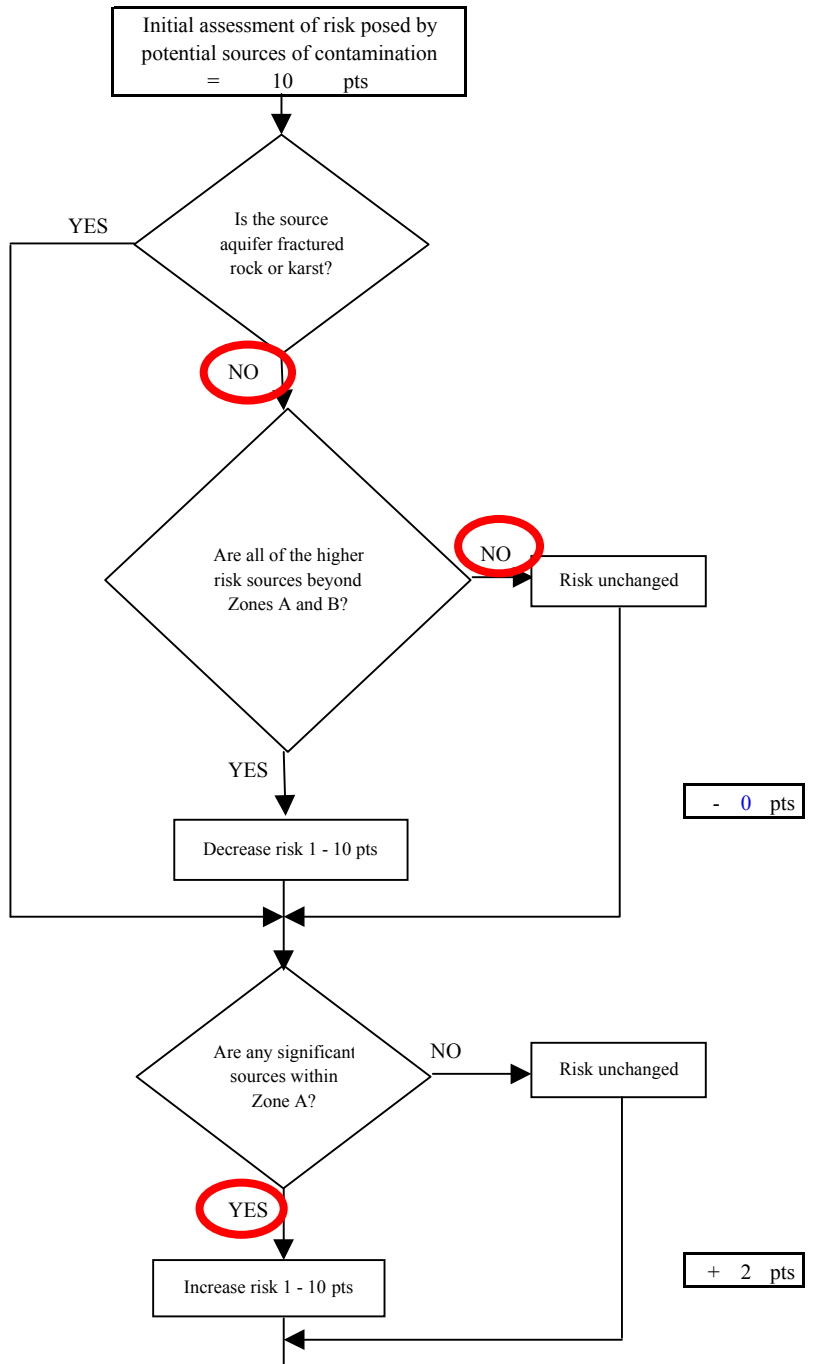 Initial assessment of risk posed by
potential sources of contamination
= 10 pts
YES
Is the source
aquifer fractured
rock or karst?
NO
Are all of the higher
risk sources beyond
Zones A and B?
NO
Risk unchanged
YES
- 0 pts
Decrease risk 1 - 10 pts
Are any significant
sources within
Zone A?
NO
Risk unchanged
YES
+ 2 pts
Increase risk 1 - 10 pts